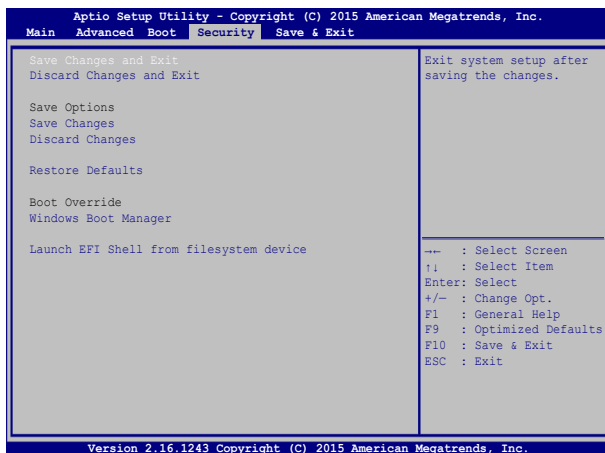 Aptio Setup Utility - Copyright (C) 2015 American Megatrends, Inc.
Main Advanced Boot Security Save & Exit
Save Changes and Exit
Discard Changes and Exit
Save Options
Save Changes
Discard Changes
Restore Defaults
Boot Override
Windows Boot Manager
Launch EFI Shell from filesystem device
Exit system setup after
saving the changes.
→← : Select Screen
↑↓ : Select Item
Enter: Select
+/— : Change Opt.
F1 : General Help
F9 : Optimized Defaults
F10 : Save & Exit
ESC : Exit
Version 2.16.1243 Copyright (C) 2015 American Megatrends, Inc.